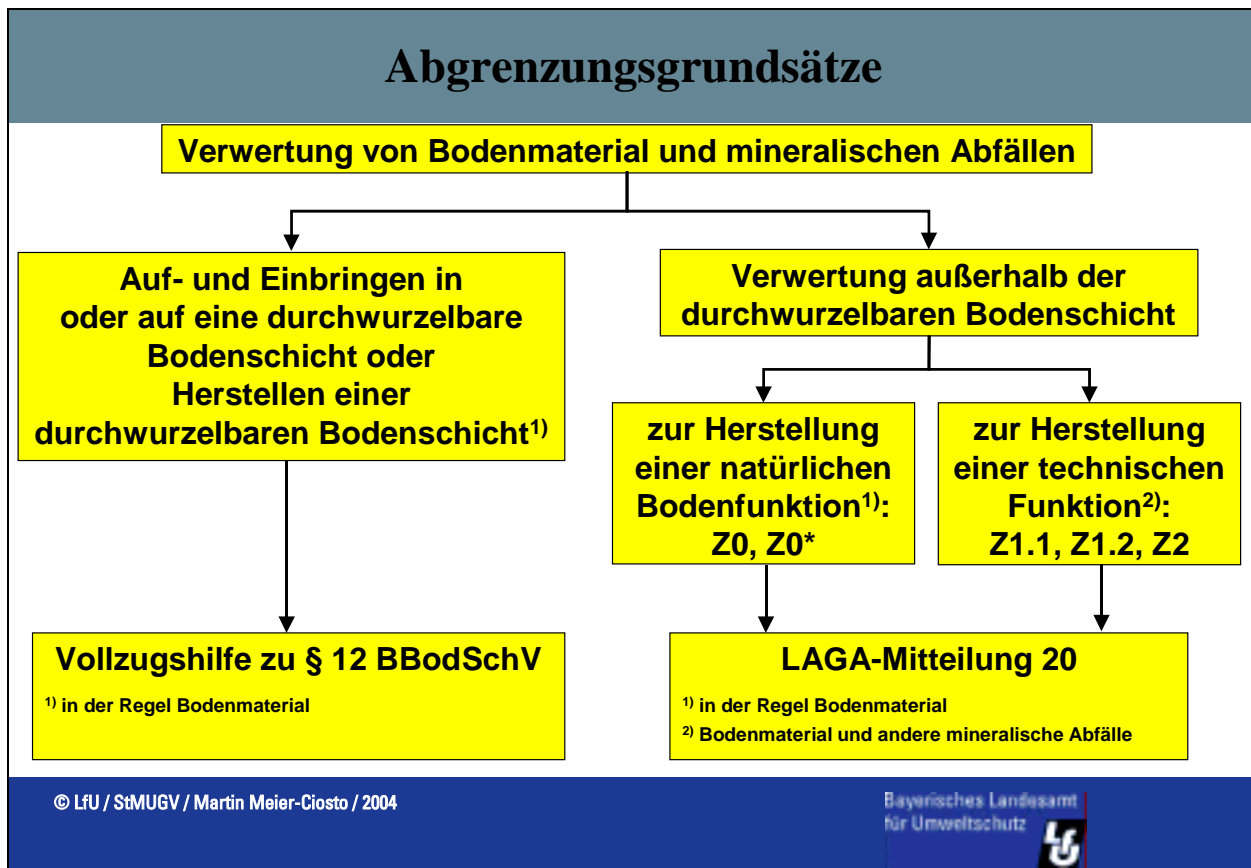 Abgrenzungsgrundsätze
Verwertung von Bodenmaterial und mineralischen Abfällen
Auf- und Einbringen in
oder auf eine durchwurzelbare
Bodenschicht oder
Herstellen einer
durchwurzelbaren Bodenschicht¹⁾
Verwertung außerhalb der
durchwurzelbaren Bodenschicht
zur Herstellung
einer natürlichen
Bodenfunktion¹⁾:
Z0, Z0*
zur Herstellung
einer technischen
Funktion²⁾:
Z1.1, Z1.2, Z2
Vollzugshilfe zu § 12 BBodSchV
¹⁾ in der Regel Bodenmaterial
LAGA-Mitteilung 20
¹⁾ in der Regel Bodenmaterial
²⁾ Bodenmaterial und andere mineralische Abfälle
© LfU / StMUGV / Martin Meier-Ciosto / 2004
Bayerisches Landesamt
für Umweltschutz
LfU